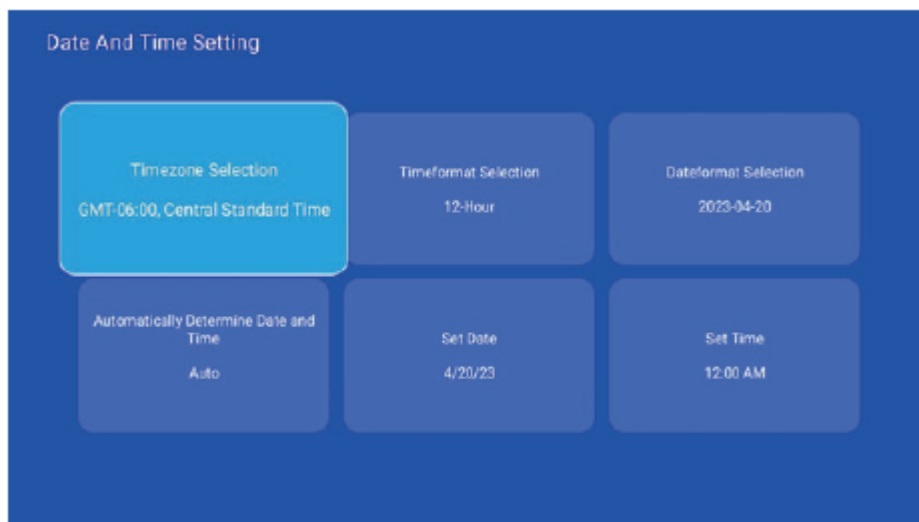 Date And Time Setting
Timezone Selection
GMT-06:00, Central Standard Time
Timeformat Selection
12-Hour
Dateformat Selection
2023-04-20
Automatically Determine Date and
Time
Auto
Set Date
4/20/23
Set Time
12:00 AM